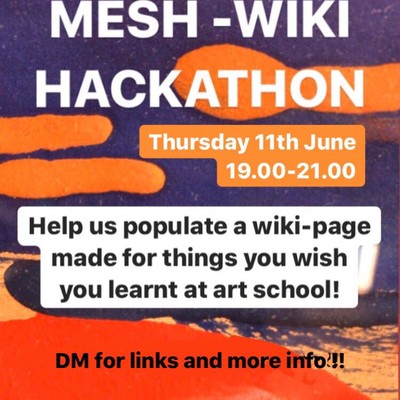 MESH -WIKI
HACKATHON
Thursday 11th June
19.00-21.00
Help us populate a wiki-page
made for things you wish
you learnt at art school!
DM for links and more info!!